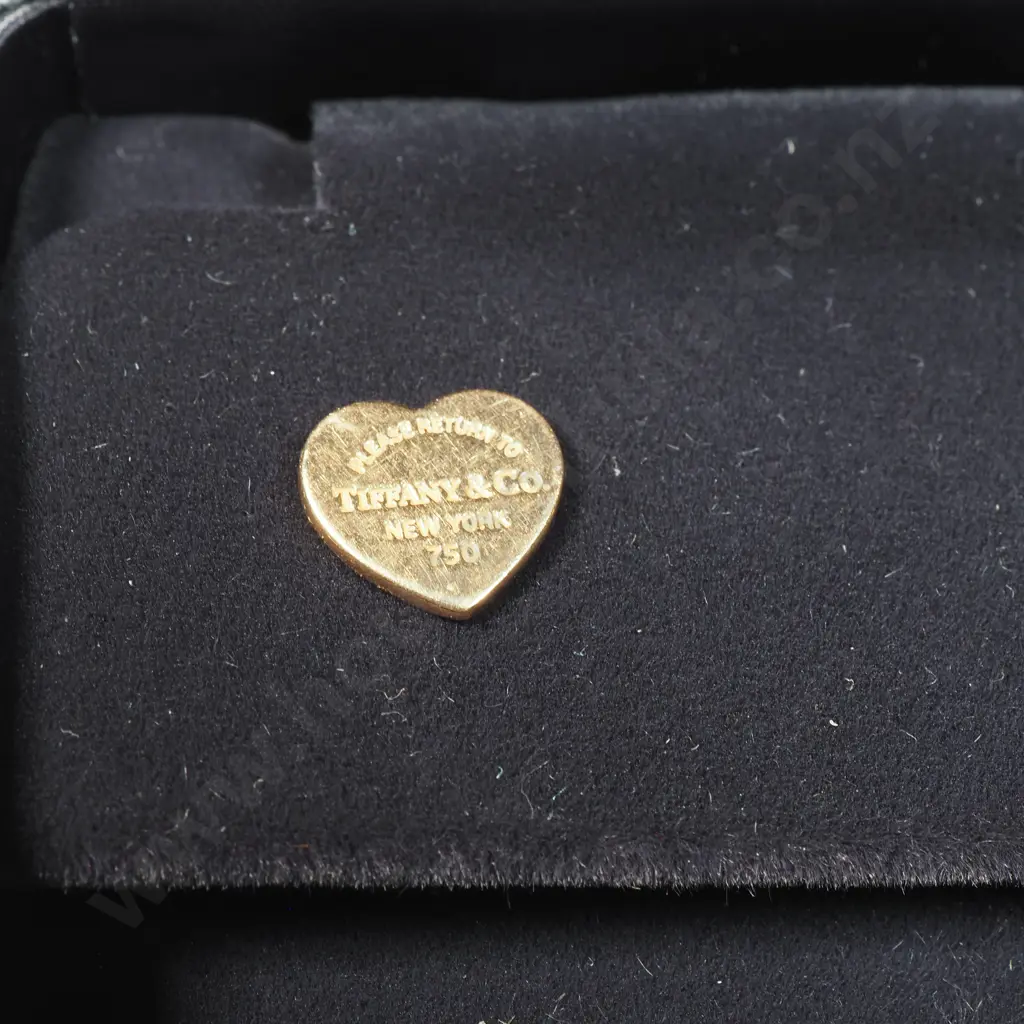 PLEASE RETURN TO
TIFFANY & CO.
NEW YORK
750